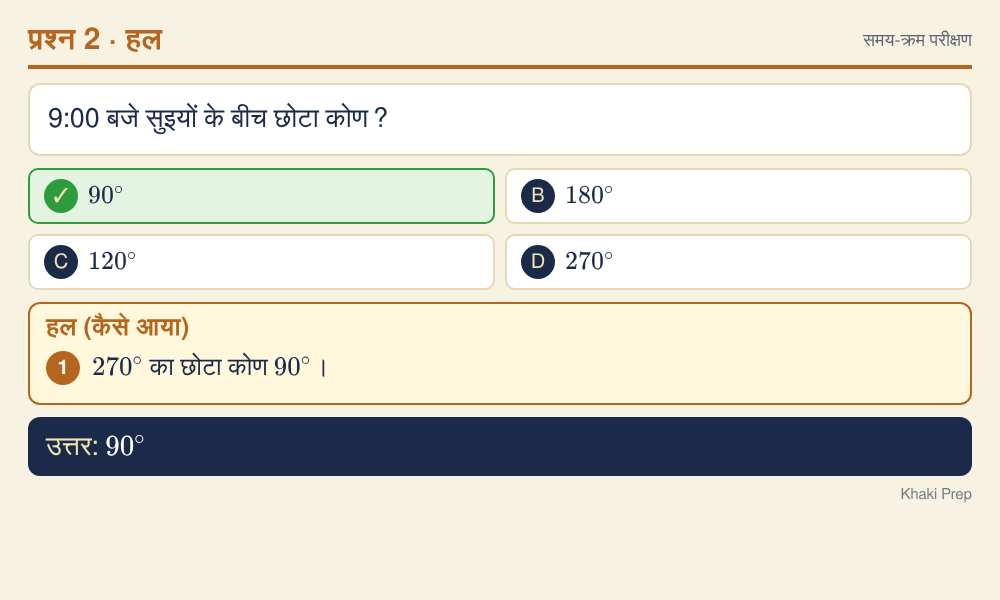 प्रश्न 2 · हल
समय-क्रम परीक्षण
9:00 बजे सुइयों के बीच छोटा कोण ?
✓ 90°
B 180°
C 120°
D 270°
हल (कैसे आया)
1 270° का छोटा कोण 90° ।
उत्तर: 90°
Khaki Prep